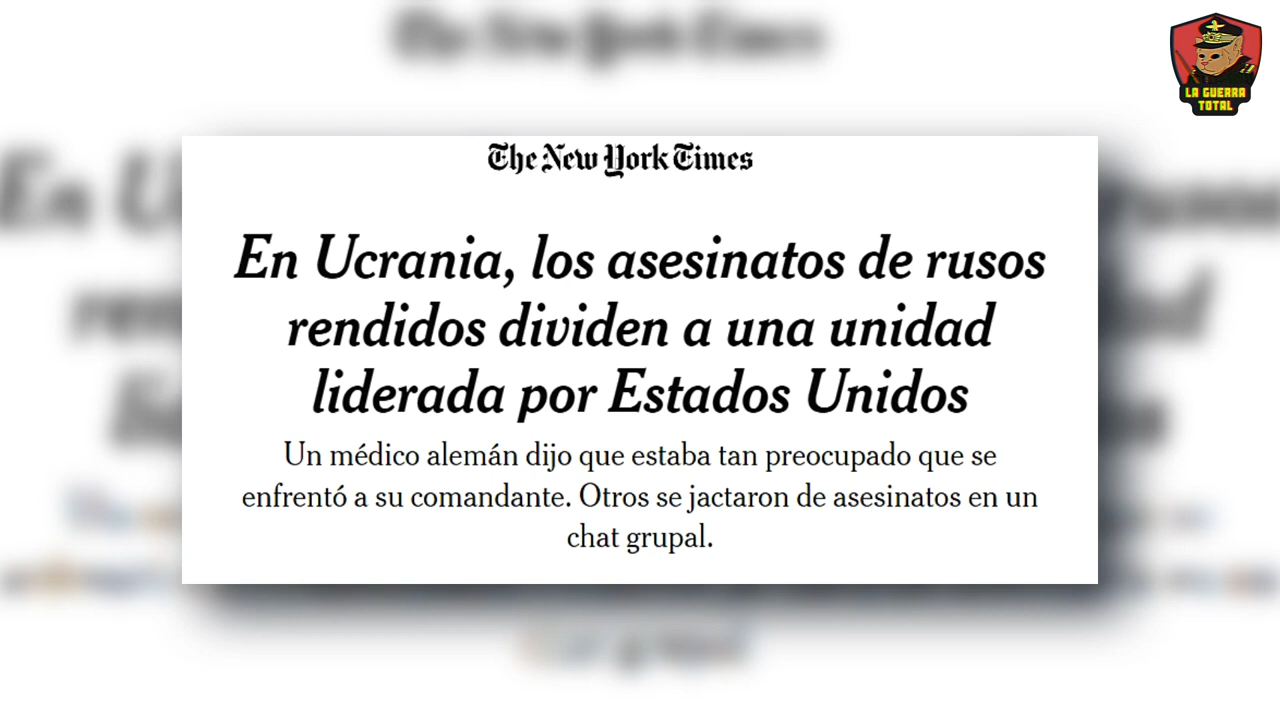 LA GUERRA
TOTAL
The New York Times
En Ucrania, los asesinatos de rusos
rendidos dividen a una unidad
liderada por Estados Unidos
Un médico alemán dijo que estaba tan preocupado que se
enfrentó a su comandante. Otros se jactaron de asesinatos en un
chat grupal.